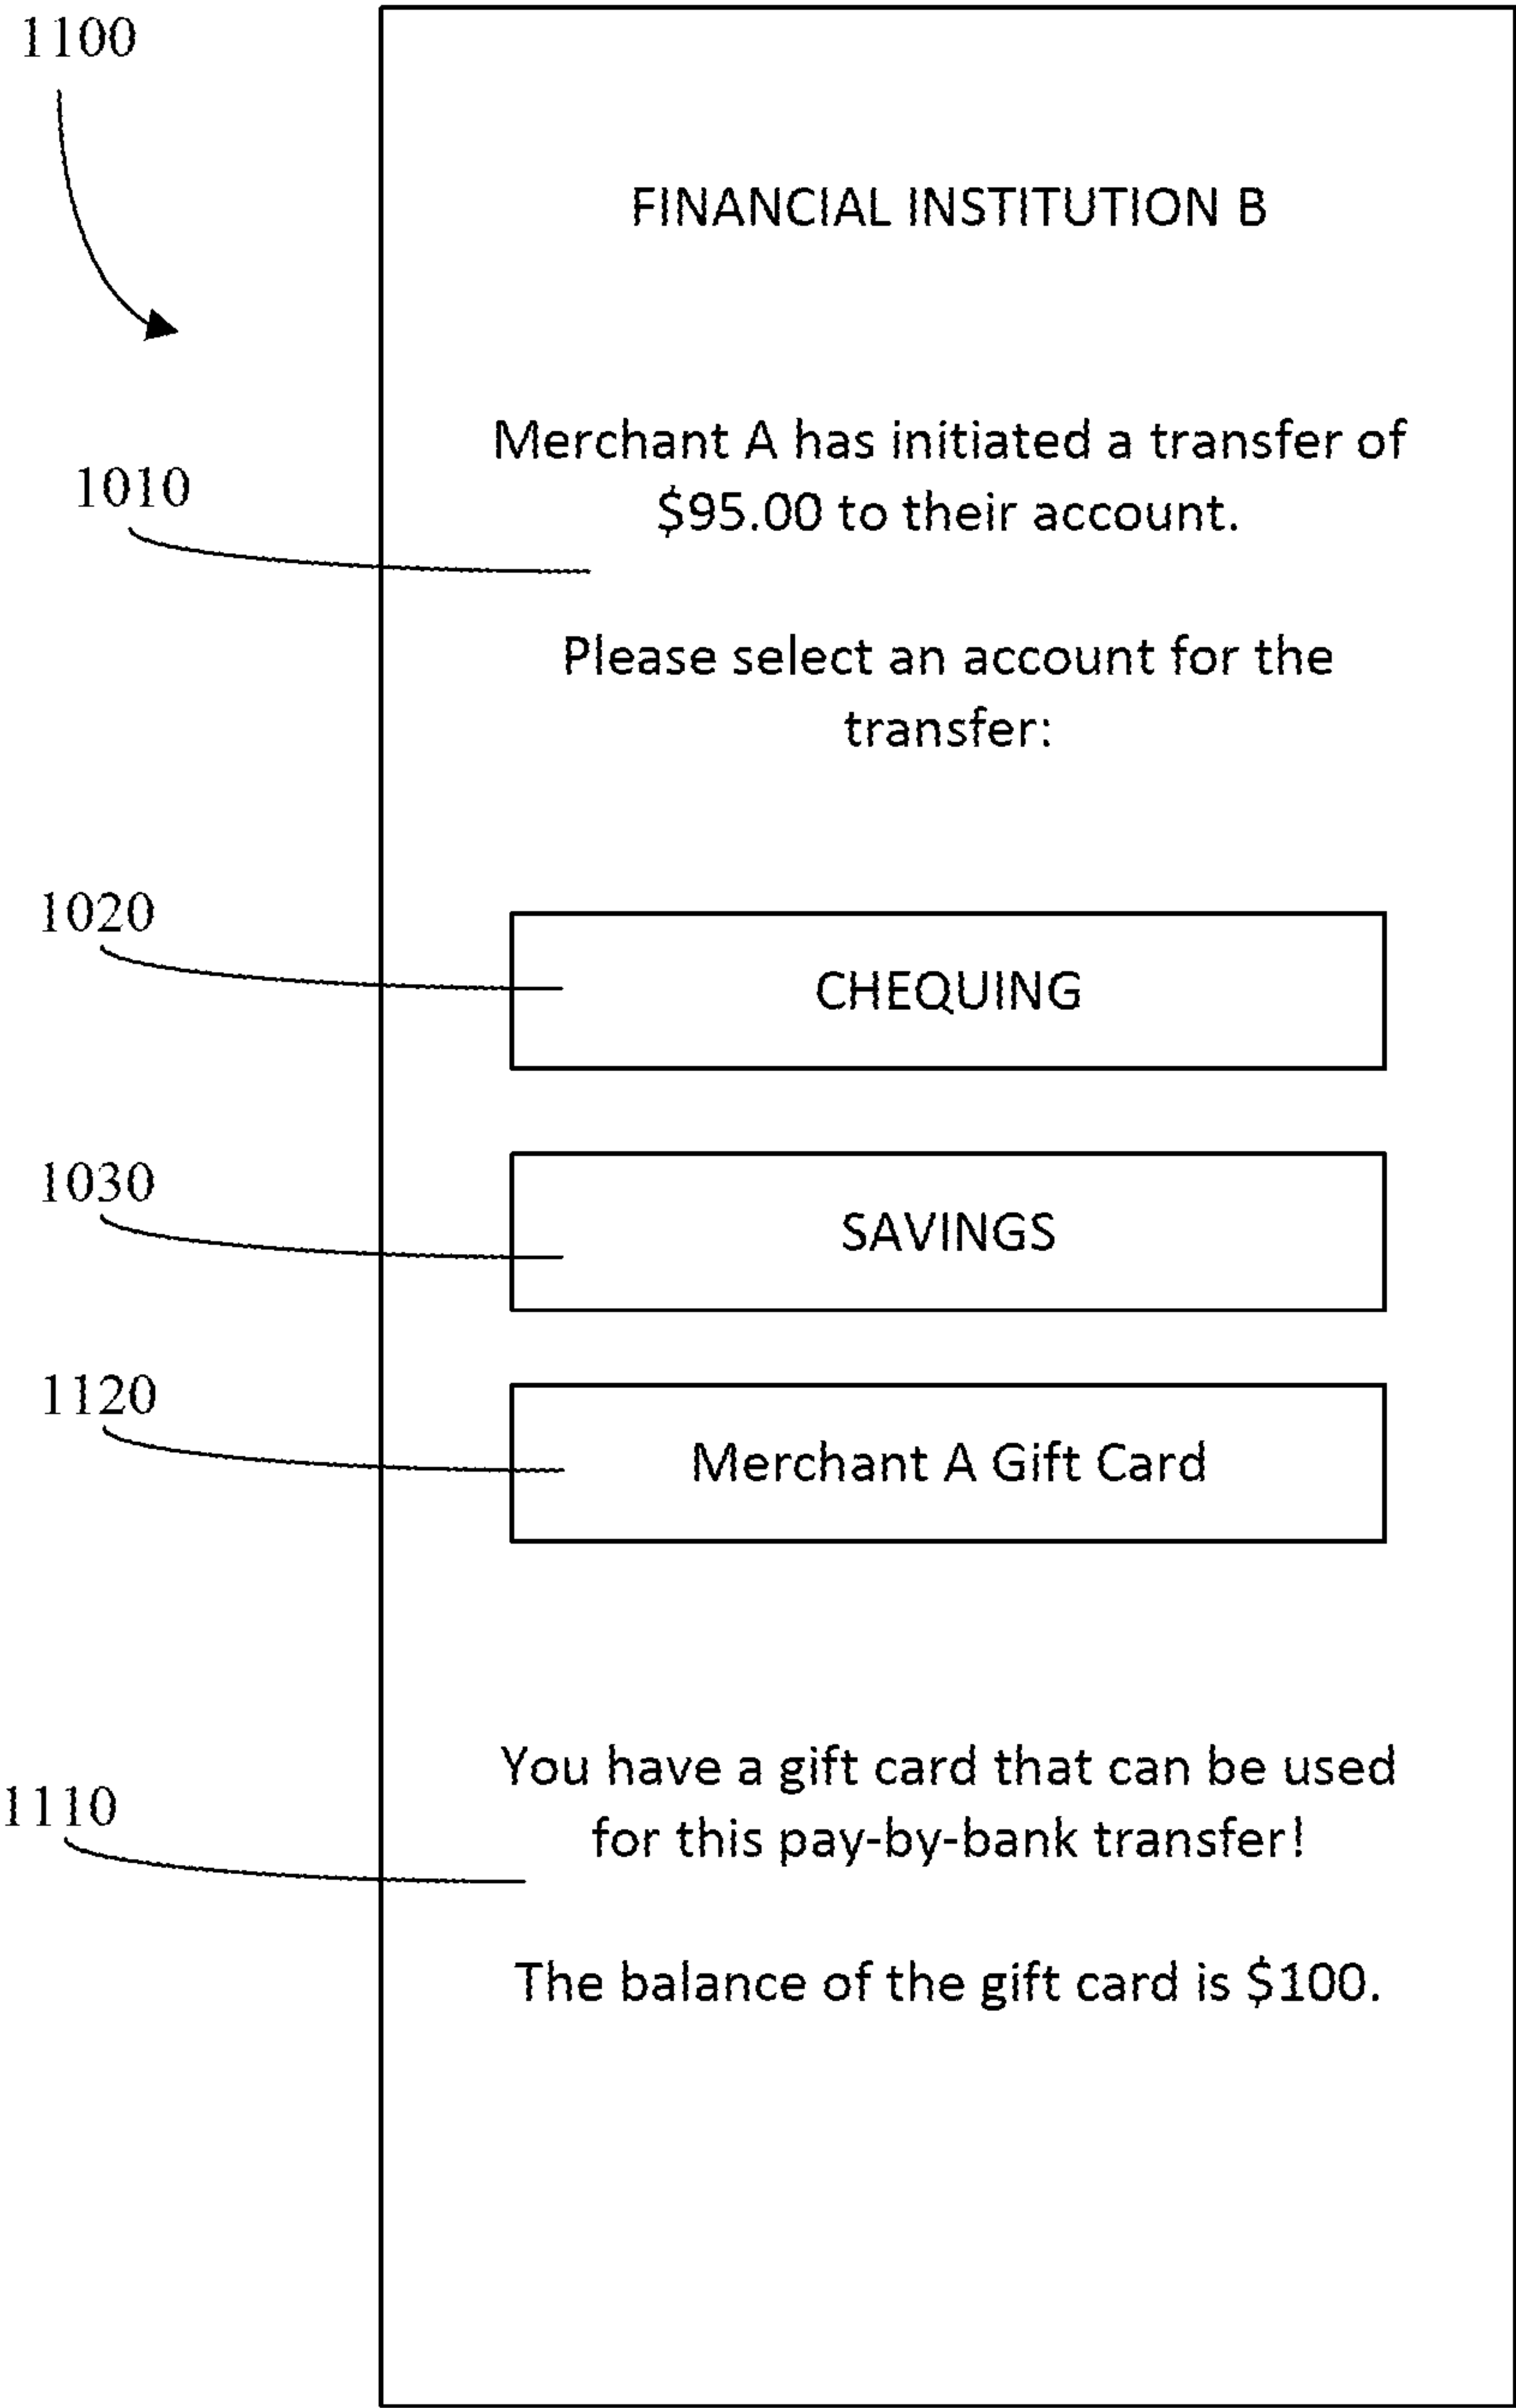 1100
FINANCIAL INSTITUTION B
Merchant A has initiated a transfer of
1010
$95.00 to their account.
Please select an account for the
transfer:
1020
CHEQUING
1030
SAVINGS
1120
Merchant A Gift Card
You have a gift card that can be used
1110
for this pay-by-bank transfer!
The balance of the gift card is $100.